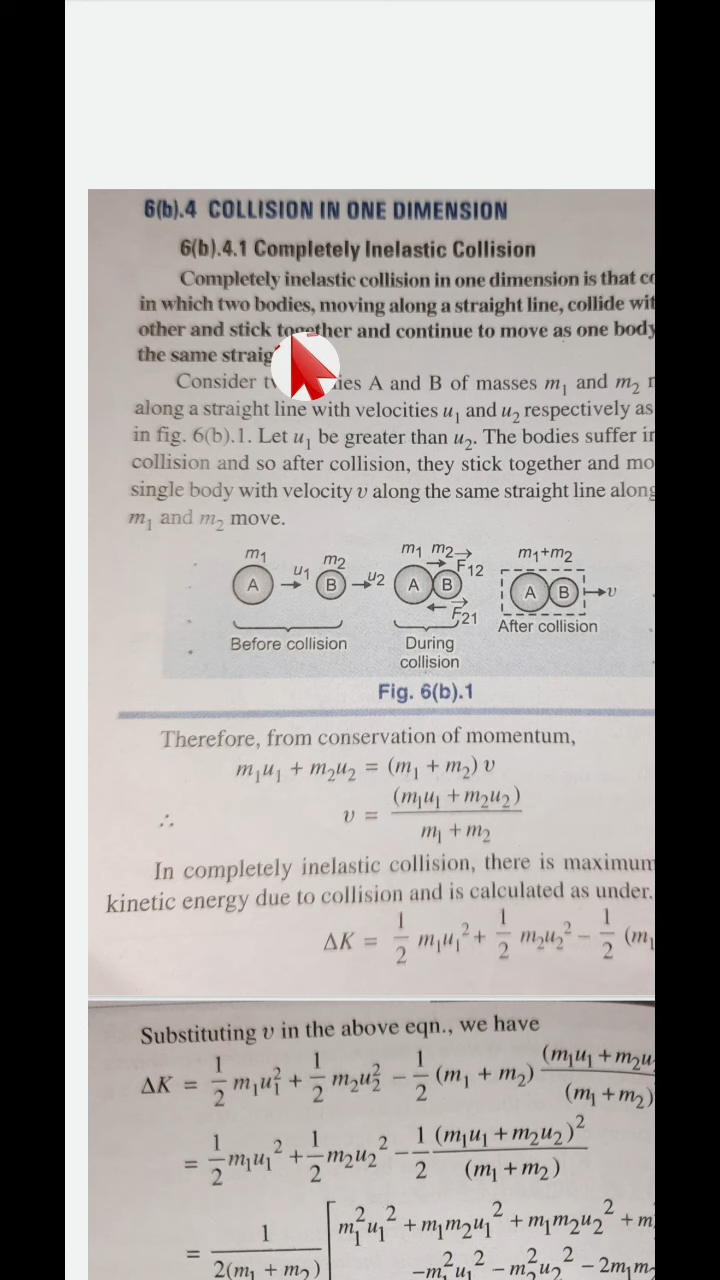 6(b).4 COLLISION IN ONE DIMENSION
6(b).4.1 Completely Inelastic Collision
Completely inelastic collision in one dimension is that
in which two bodies, moving along a straight line, collide
other and stick together and continue to move as one body
the same
Consider A and B of masses m₁ and m₂
along a straight line with velocities u₁ and u₂ respectively as
in fig. 6(b).1. Let u₁ be greater than u₂. The bodies suffer
collision and so after collision, they stick together and
single body with velocity υ along the same straight line along
m₁ and m₂ move.
m₁ m₂ m₁ m₂ m₁+m₂
A u₁ B u₂ A B F₁₂ A B υ
F₂₁
Before collision During collision After collision
Fig. 6(b).1
Therefore, from conservation of momentum,
m₁u₁ + m₂u₂ = (m₁ + m₂) υ
∴ υ = (m₁u₁ + m₂u₂) / m₁ + m₂
In completely inelastic collision, there is maximum
kinetic energy due to collision and is calculated as under.
ΔK = 1/2 m₁u₁² + 1/2 m₂u₂² − 1/2 (m₁
Substituting υ in the above eqn., we have
ΔK = 1/2 m₁u₁² + 1/2 m₂u₂² − 1/2 (m₁ + m₂) (m₁u₁ + m₂u / (m₁ + m₂)
= 1/2 m₁u₁² + 1/2 m₂u₂² − 1/2 (m₁u₁ + m₂u₂)² / (m₁ + m₂)
= 1 / 2(m₁ + m₂) [ m₁²u₁² + m₁m₂u₁² + m₁m₂u₂² + m
−m₁²u₁² − m₂²u₂² − 2m₁m